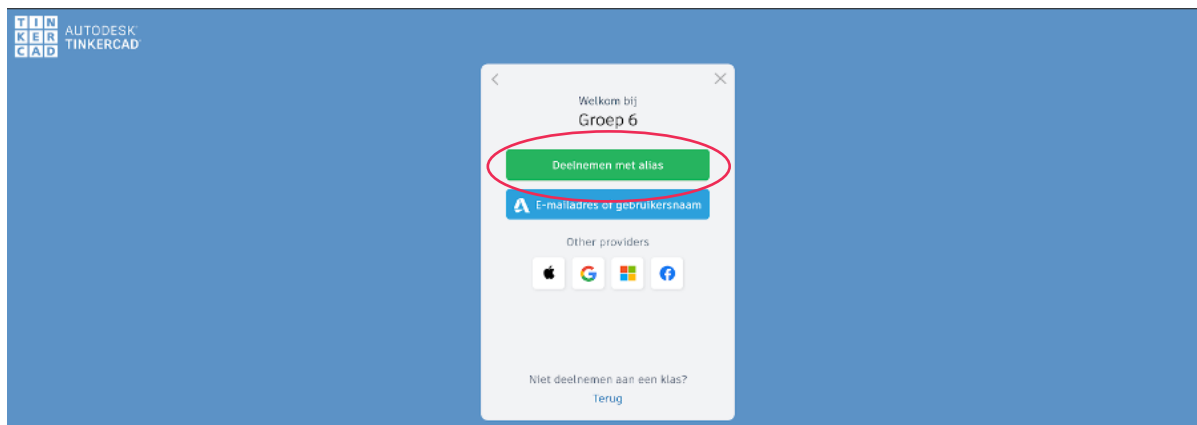 TIN
KER
CAD
AUTODESK
TINKERCAD
Welkom bij
Groep 6
Deelnemen met alias
E-mailadres of gebruikersnaam
Other providers
Niet deelnemen aan een klas?
Terug